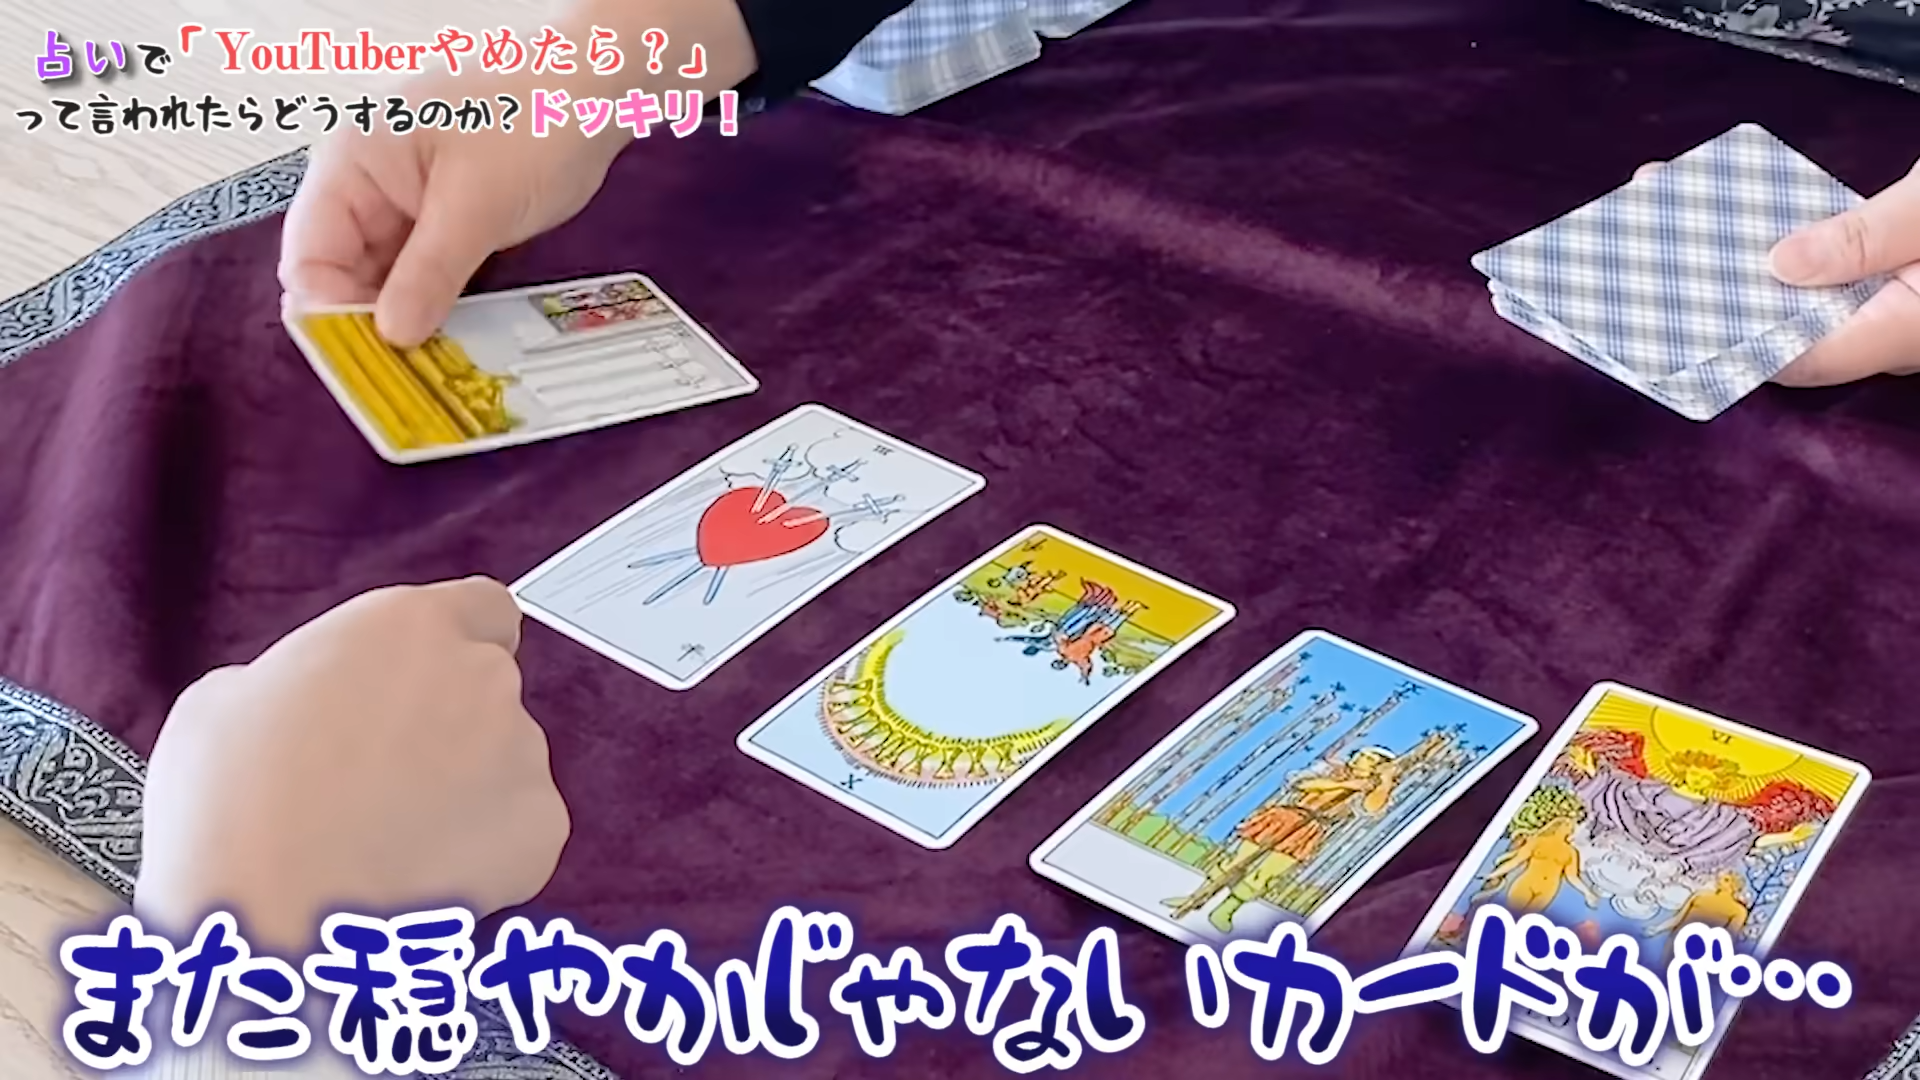 占いで「YouTuberやめたら？」
って言われたらどうするのか？ドッキリ！
III
X
VI
また穏やかじゃないカードが…